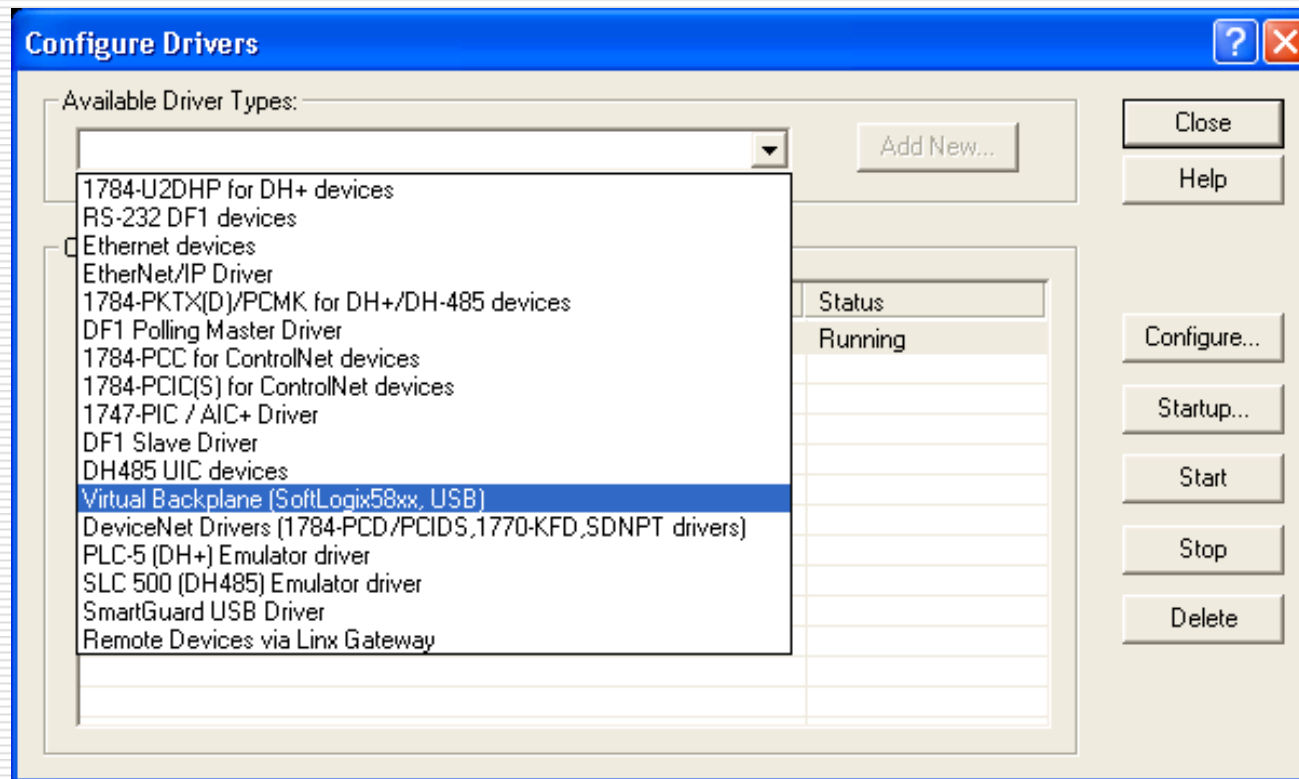 Configure Drivers
Available Driver Types:
Add New...
Close
Help
1784-U2DHP for DH+ devices
RS-232 DF1 devices
Ethernet devices
EtherNet/IP Driver
1784-PKTX(D)/PCMK for DH+/DH-485 devices
DF1 Polling Master Driver
1784-PCC for ControlNet devices
1784-PCIC(S) for ControlNet devices
1747-PIC / AIC+ Driver
DF1 Slave Driver
DH485 UIC devices
Virtual Backplane (SoftLogix58xx, USB)
DeviceNet Drivers (1784-PCD/PCIDS,1770-KFD,SDNPT drivers)
PLC-5 (DH+) Emulator driver
SLC 500 (DH485) Emulator driver
SmartGuard USB Driver
Remote Devices via Linx Gateway
Status
Running
Configure...
Startup...
Start
Stop
Delete